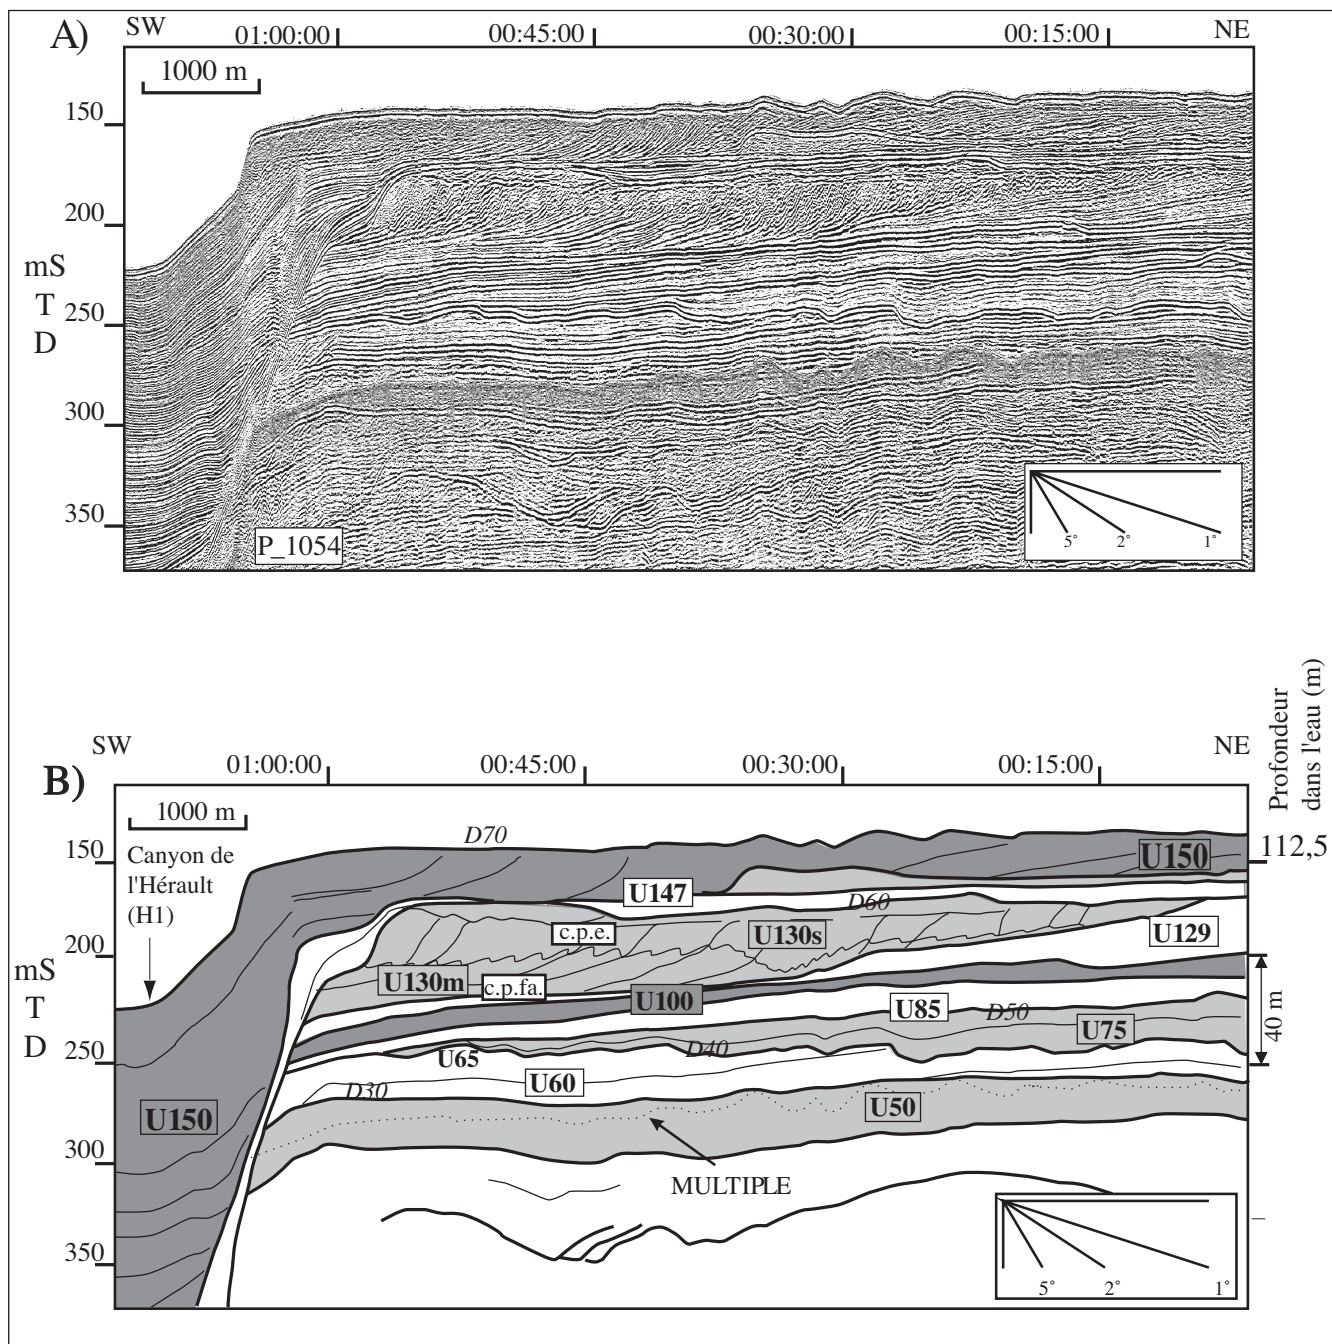 A)
SW
01:00:00
00:45:00
00:30:00
00:15:00
NE
1000 m
150
200
mS
T
D
250
300
350
P_1054
5°
2°
1°
B)
SW
01:00:00
00:45:00
00:30:00
00:15:00
NE
Profondeur
dans l'eau (m)
1000 m
D70
150
Canyon de
l'Hérault
(H1)
U150
112,5
U147
D60
c.p.e.
U130s
U129
200
mS
T
D
U130m
c.p.fa.
U100
U85
D50
U75
40 m
250
U65
D40
D30
U60
U50
U150
300
MULTIPLE
350
5°
2°
1°